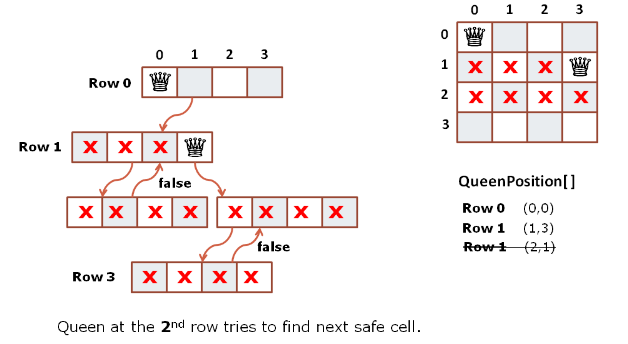 0 1 2 3
Row 0
Row 1 X X X
false
X X X X X X X X
false
Row 3 X X X X
0 1 2 3
0
1 X X X
2 X X X X
3
QueenPosition[ ]
Row 0 (0,0)
Row 1 (1,3)
Row 1 (2,1)
Queen at the 2nd row tries to find next safe cell.